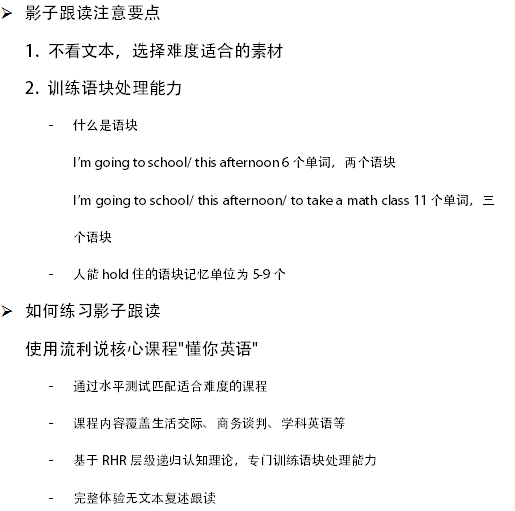 ➢ 影子跟读注意要点
1. 不看文本，选择难度适合的素材
2. 训练语块处理能力
- 什么是语块
I'm going to school/ this afternoon 6 个单词，两个语块
I'm going to school/ this afternoon/ to take a math class 11 个单词，三
个语块
- 人能 hold 住的语块记忆单位为 5-9 个
➢ 如何练习影子跟读
使用流利说核心课程"懂你英语"
- 通过水平测试匹配适合难度的课程
- 课程内容覆盖生活交际、商务谈判、学科英语等
- 基于 RHR 层级递归认知理论，专门训练语块处理能力
- 完整体验无文本复述跟读